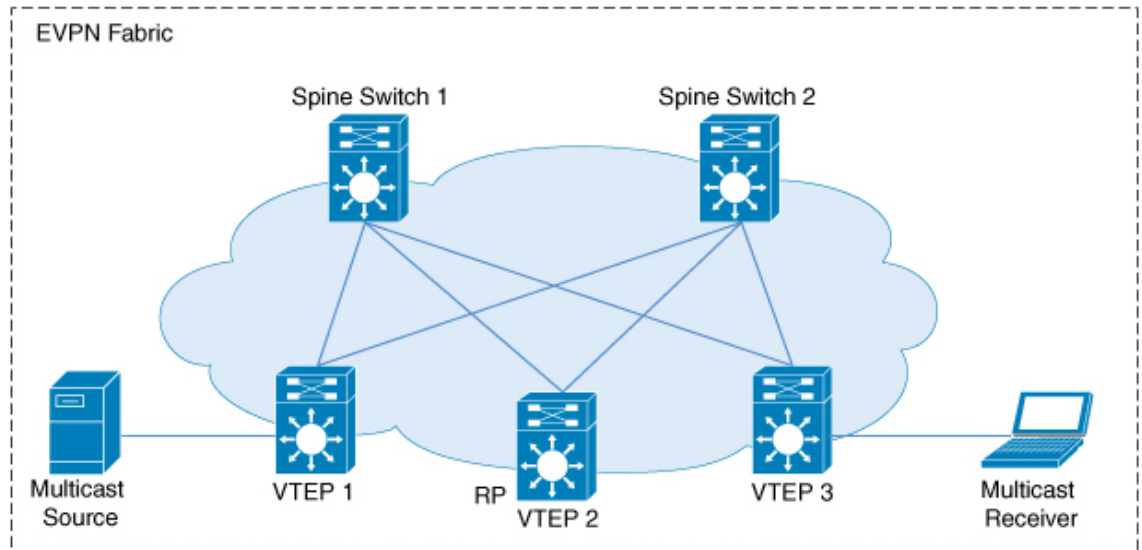 EVPN Fabric
Spine Switch 1
Spine Switch 2
Multicast
Source
VTEP 1
RP
VTEP 2
VTEP 3
Multicast
Receiver